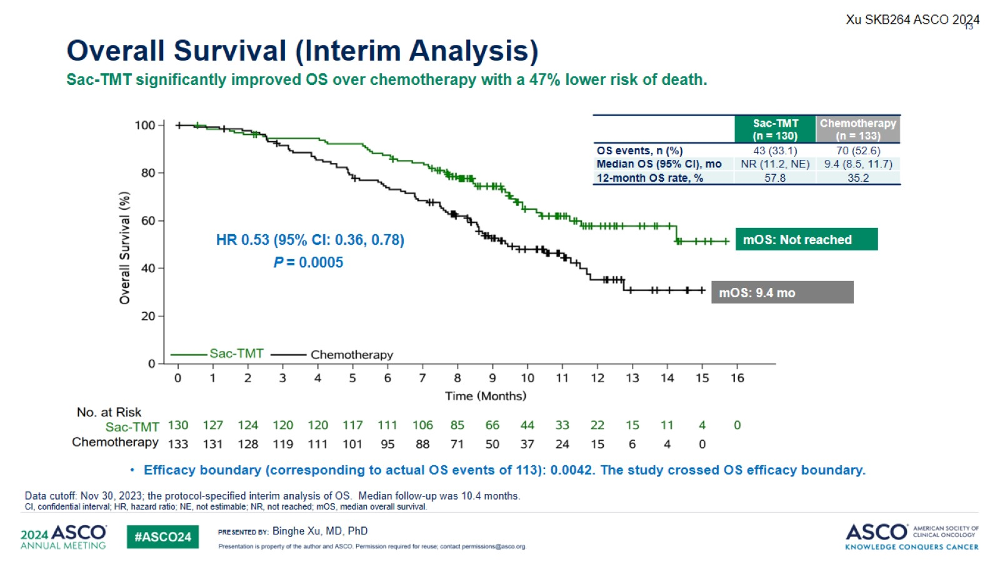 Xu SKB264 ASCO 2024
13
Overall Survival (Interim Analysis)
Sac-TMT significantly improved OS over chemotherapy with a 47% lower risk of death.
Sac-TMT (n = 130) Chemotherapy (n = 133)
OS events, n (%) 43 (33.1) 70 (52.6)
Median OS (95% CI), mo NR (11.2, NE) 9.4 (8.5, 11.7)
12-month OS rate, % 57.8 35.2
100
80
60
40
20
0
Overall Survival (%)
HR 0.53 (95% CI: 0.36, 0.78)
P = 0.0005
mOS: Not reached
mOS: 9.4 mo
Sac-TMT Chemotherapy
0 1 2 3 4 5 6 7 8 9 10 11 12 13 14 15 16
Time (Months)
No. at Risk
Sac-TMT 130 127 124 120 120 117 111 106 85 66 44 33 22 15 11 4 0
Chemotherapy 133 131 128 119 111 101 95 88 71 50 37 24 15 6 4 0
• Efficacy boundary (corresponding to actual OS events of 113): 0.0042. The study crossed OS efficacy boundary.
Data cutoff: Nov 30, 2023; the protocol-specified interim analysis of OS. Median follow-up was 10.4 months.
CI, confidential interval; HR, hazard ratio; NE, not estimable; NR, not reached; mOS, median overall survival.
2024 ASCO
ANNUAL MEETING
#ASCO24
PRESENTED BY: Binghe Xu, MD, PhD
Presentation is property of the author and ASCO. Permission required for reuse; contact permissions@asco.org.
ASCO AMERICAN SOCIETY OF
CLINICAL ONCOLOGY
KNOWLEDGE CONQUERS CANCER